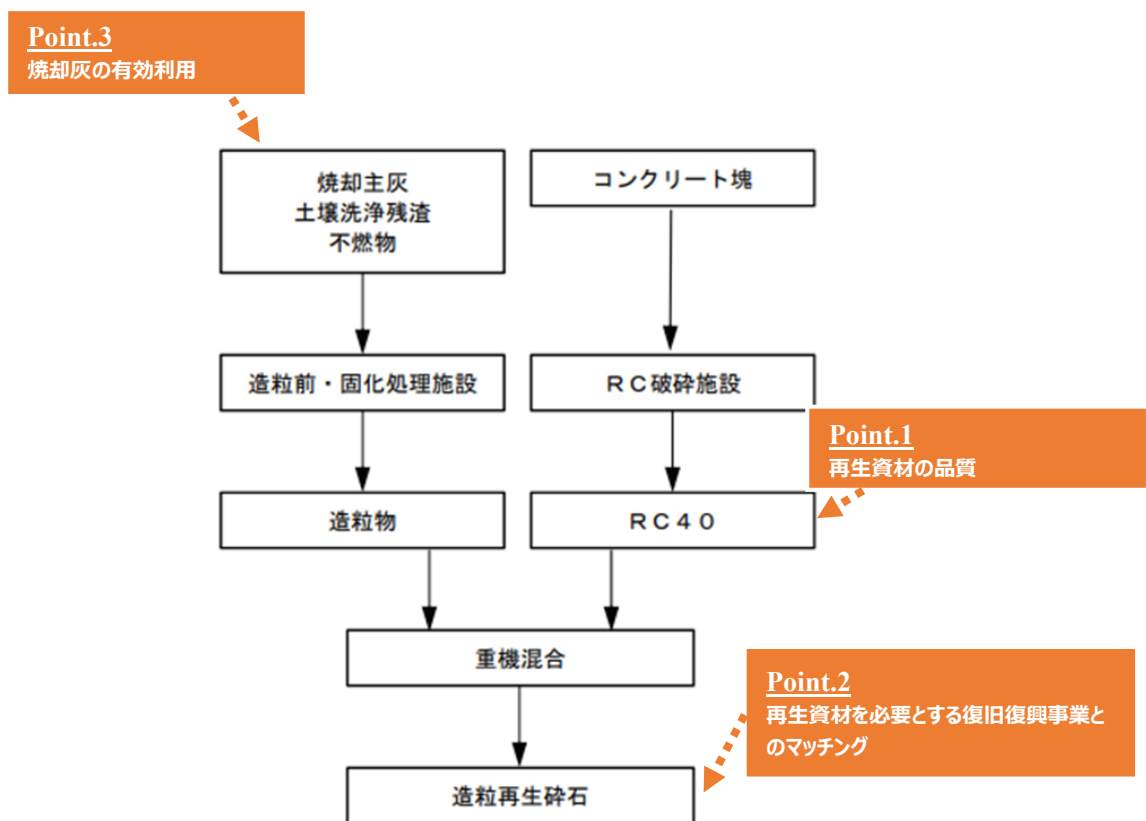 Point.3
焼却灰の有効利用
焼却主灰
土壌洗浄残渣
不燃物
コンクリート塊
造粒前・固化処理施設
ＲＣ破砕施設
Point.1
再生資材の品質
造粒物
ＲＣ４０
重機混合
Point.2
再生資材を必要とする復旧復興事業と
のマッチング
造粒再生砕石